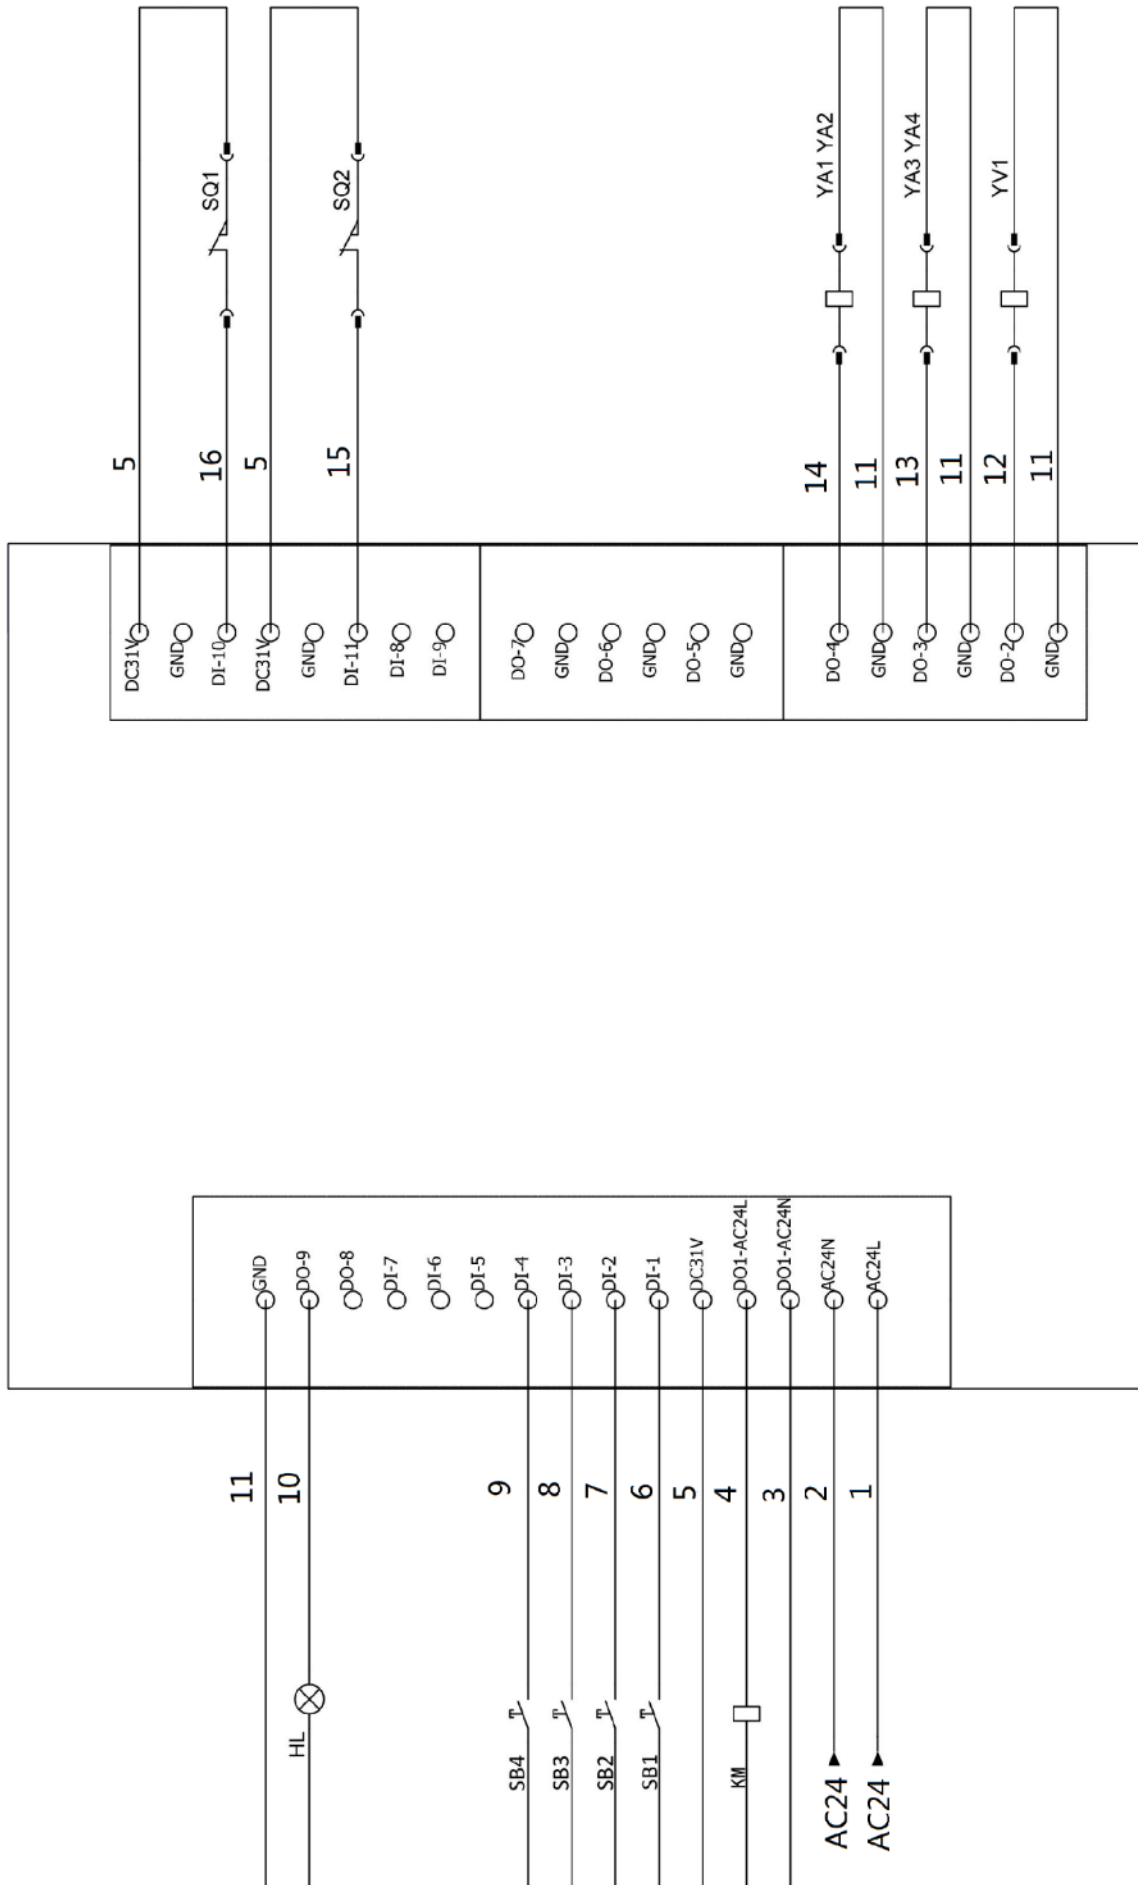 SQ1
SQ2
YA1 YA2
YA3 YA4
YV1
5
16
5
15
14
11
13
11
12
11
DC31V
GND
DI-10
DC31V
GND
DI-11
DI-8
DI-9
DO-7
GND
DO-6
GND
DO-5
GND
DO-4
GND
DO-3
GND
DO-2
GND
GND
DO-9
DO-8
DI-7
DI-6
DI-5
DI-4
DI-3
DI-2
DI-1
DC31V
DO1-AC24L
DO1-AC24N
AC24N
AC24L
11
10
9
8
7
6
5
4
3
2
1
HL
SB4
SB3
SB2
SB1
KM
AC24
AC24